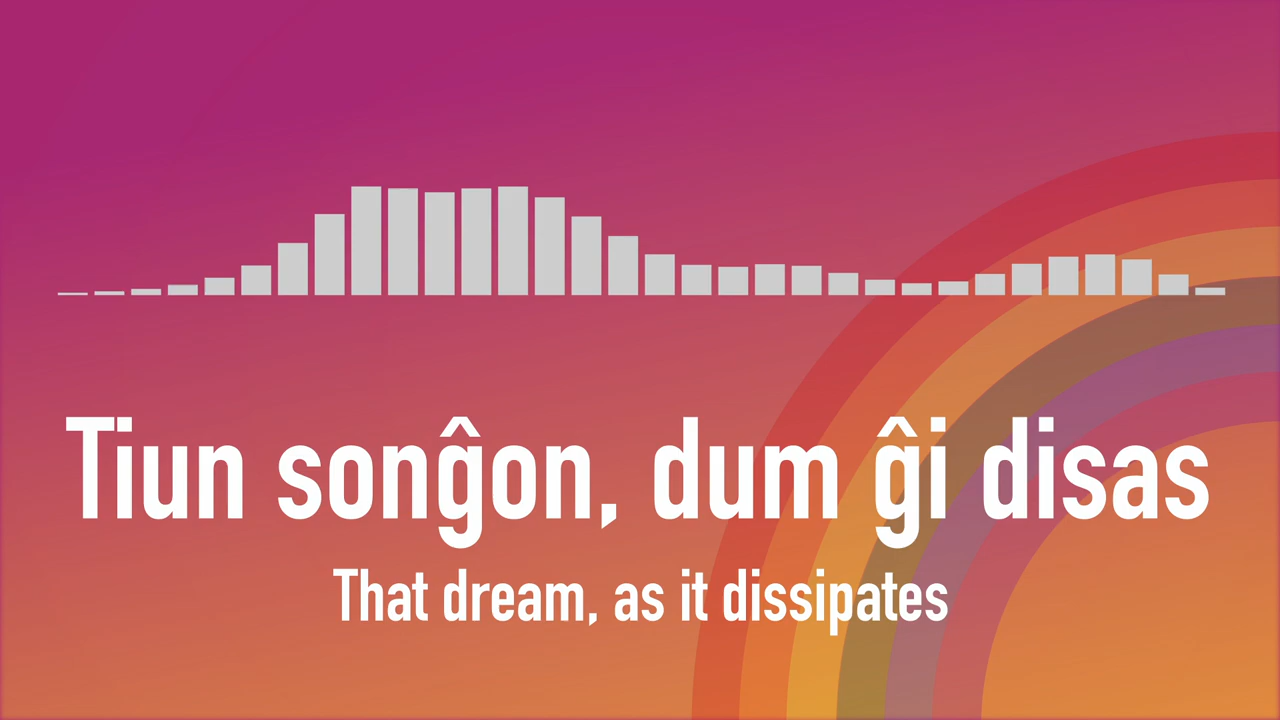 Tiun sonĝon, dum ĝi disas
That dream, as it dissipates